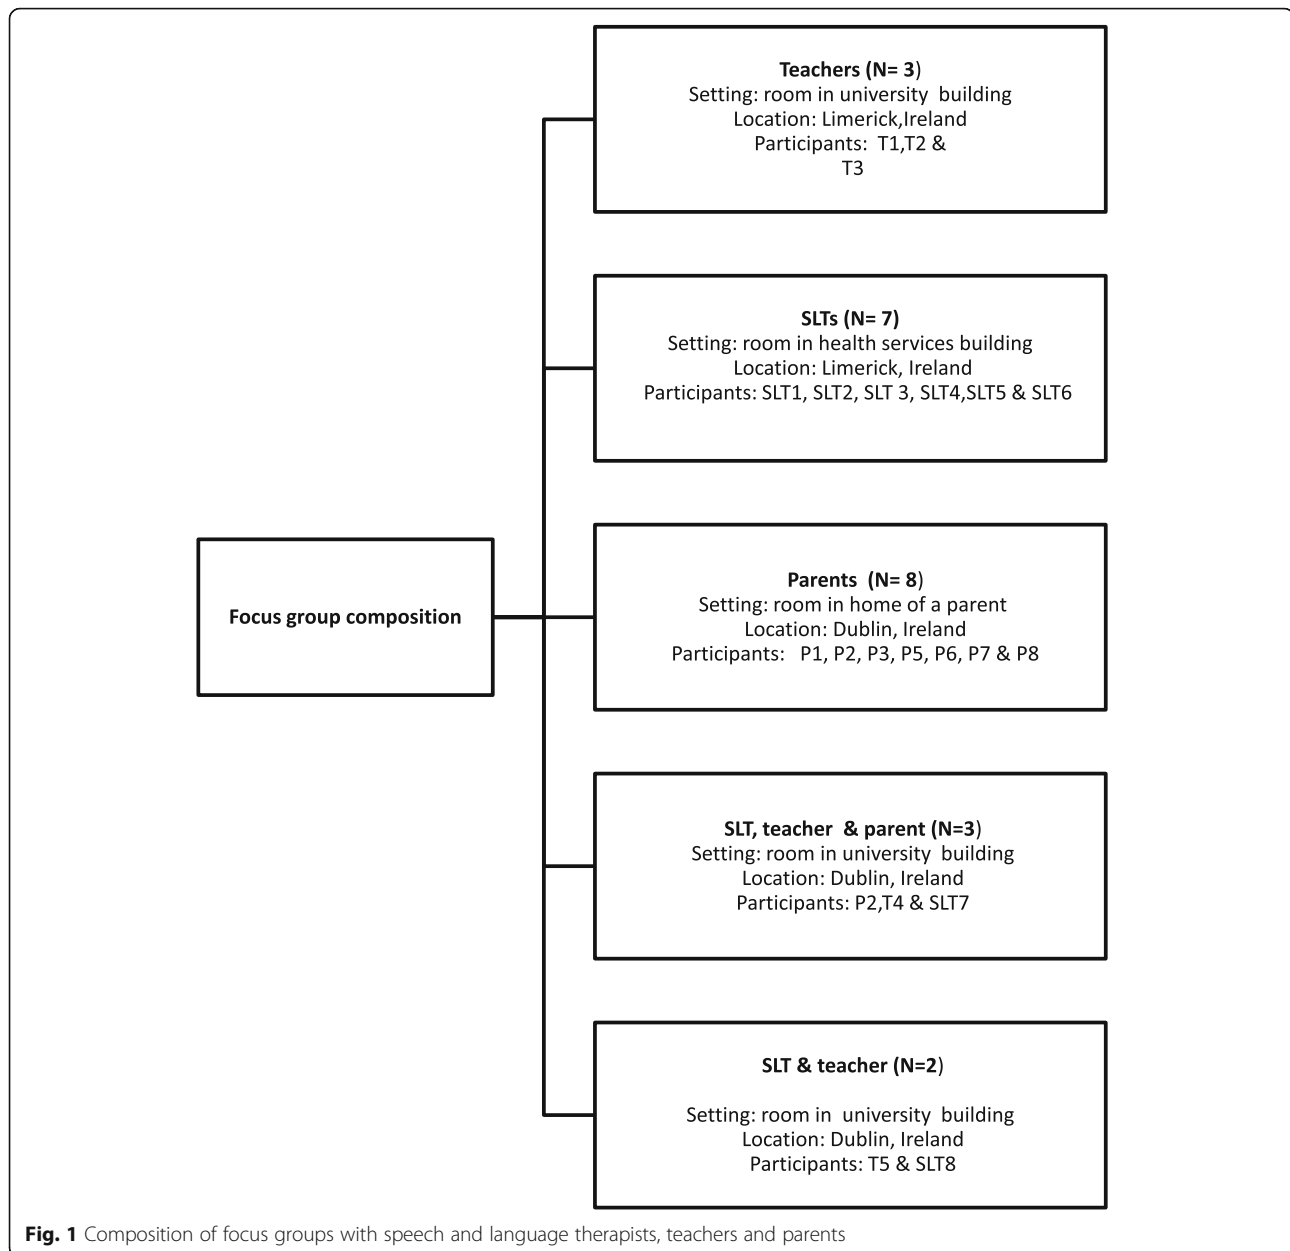 Teachers (N= 3)
Setting: room in university building
Location: Limerick,Ireland
Participants: T1,T2 &
T3
SLTs (N= 7)
Setting: room in health services building
Location: Limerick, Ireland
Participants: SLT1, SLT2, SLT 3, SLT4,SLT5 & SLT6
Focus group composition
Parents (N= 8)
Setting: room in home of a parent
Location: Dublin, Ireland
Participants: P1, P2, P3, P5, P6, P7 & P8
SLT, teacher & parent (N=3)
Setting: room in university building
Location: Dublin, Ireland
Participants: P2,T4 & SLT7
SLT & teacher (N=2)
Setting: room in university building
Location: Dublin, Ireland
Participants: T5 & SLT8
Fig. 1 Composition of focus groups with speech and language therapists, teachers and parents